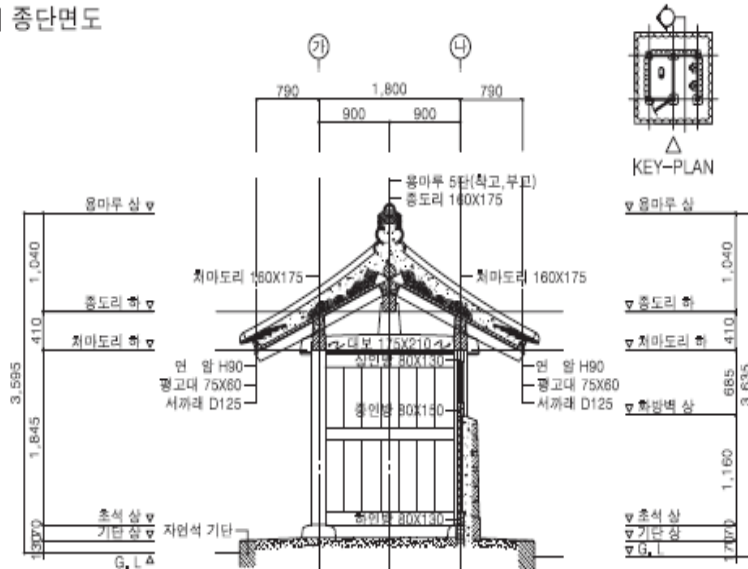 종단면도
가
나
790
1,800
790
900
900
KEY-PLAN
용마루 5단(착고,부고)
종도리 160X175
용마루 상
용마루 상
1,040
1,040
처마도리 160X175
처마도리 160X175
종도리 하
종도리 하
410
410
처마도리 하
처마도리 하
대보 175X210
상인방 80X130
연 암 H90
평고대 75X60
서까래 D125
연 암 H90
평고대 75X60
서까래 D125
3,595
3,635
685
중인방 80X150
화방벽 상
1,845
1,160
초석 상
초석 상
하인방 80X130
기단 상
기단 상
자연석 기단
130
70
170
70
G.L
G.L